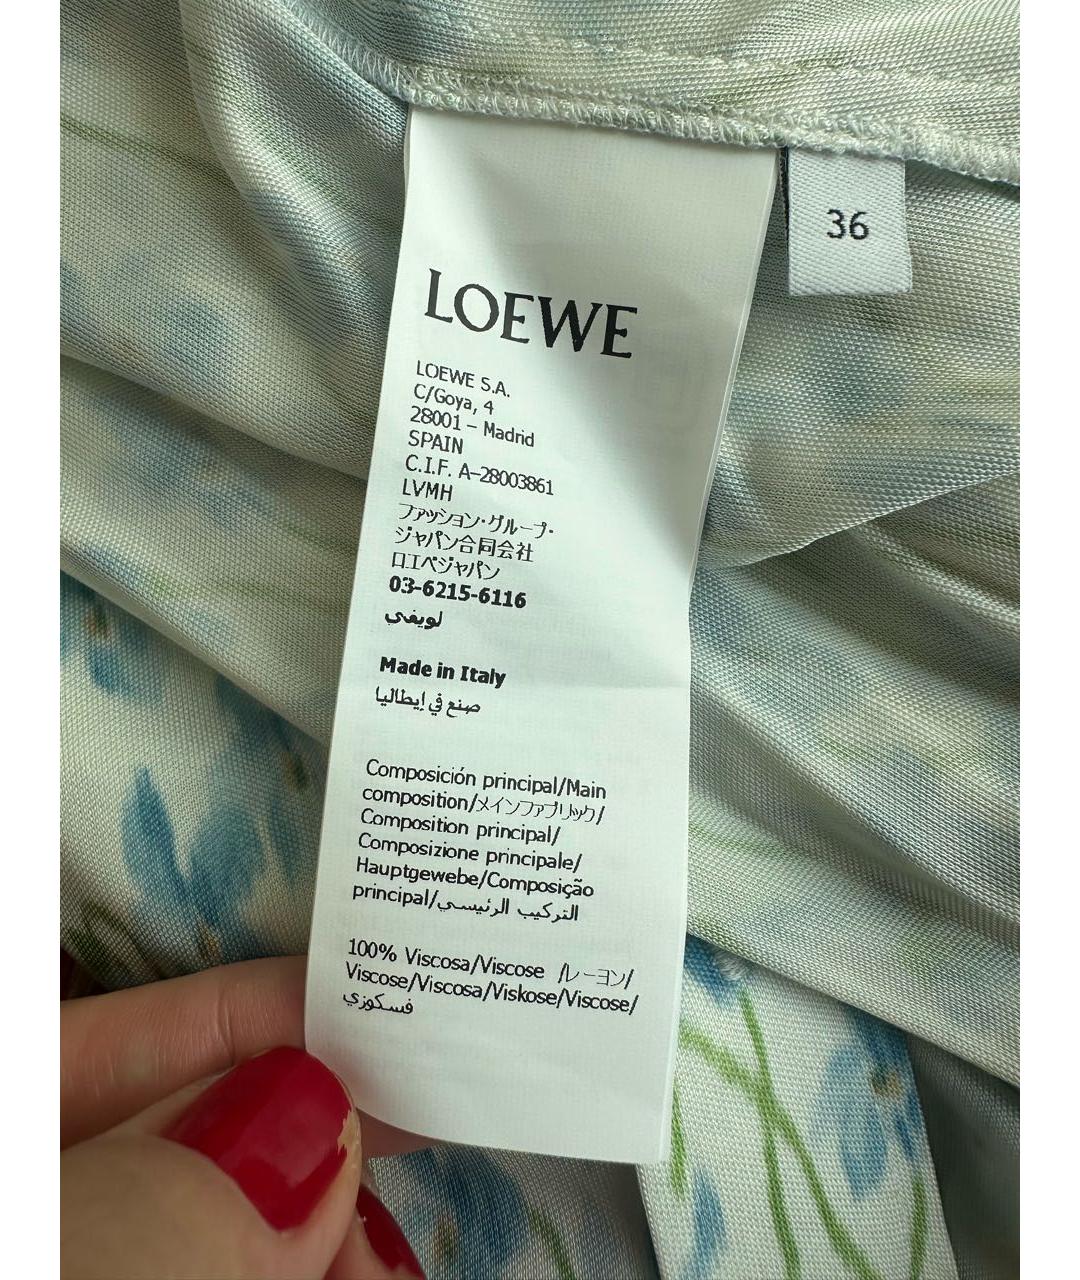 36
LOEWE
LOEWE S.A.
C/Goya, 4
28001 – Madrid
SPAIN
C.I.F. A-28003861
LVMH
ファッション・グループ・
ジャパン合同会社
ロエベジャパン
03-6215-6116
لويفي
Made in Italy
صنع في إيطاليا
Composición principal/Main
composition/メインファブリック/
Composition principal/
Composizione principale/
Hauptgewebe/Composição
principal/التركيب الرئيسي
100% Viscosa/Viscose /レーヨン/
Viscose/Viscosa/Viskose/Viscose/
فسكوزي